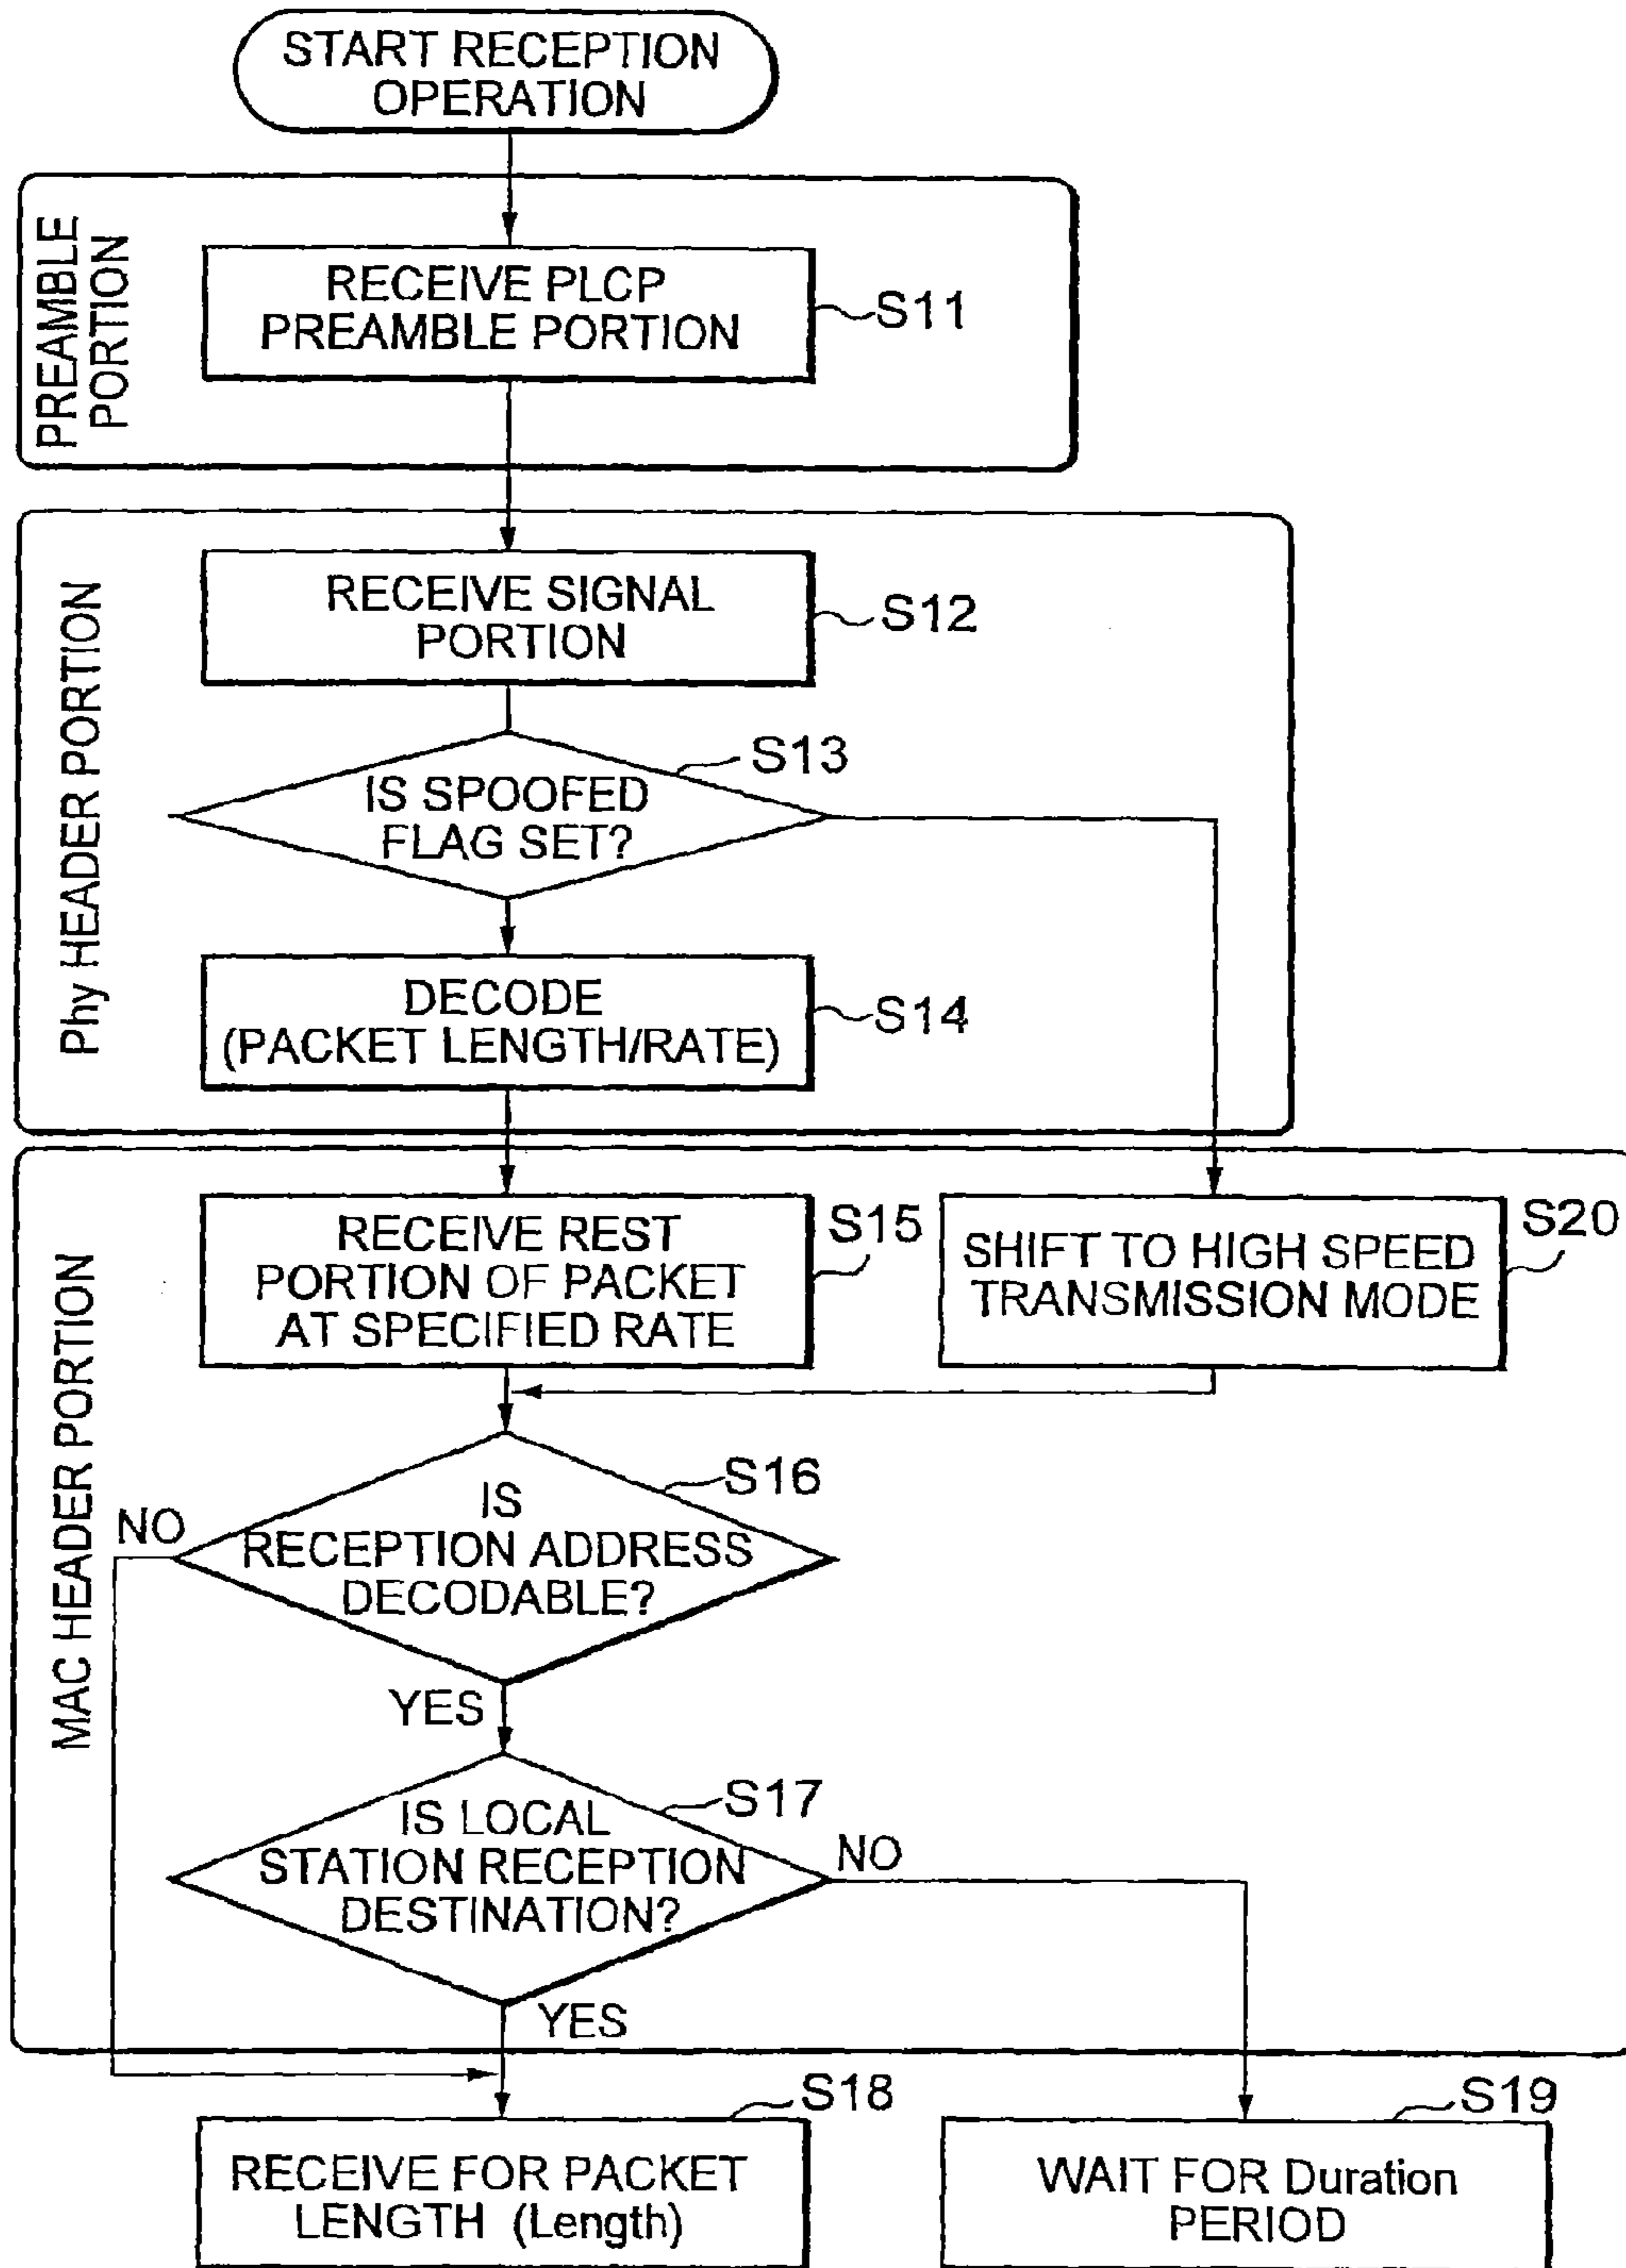 START RECEPTION
OPERATION
PREAMBLE
PORTION
RECEIVE PLCP
PREAMBLE PORTION
S11
Phy HEADER PORTION
RECEIVE SIGNAL
PORTION
S12
S13
IS SPOOFED
FLAG SET?
DECODE
(PACKET LENGTH/RATE)
S14
MAC HEADER PORTION
RECEIVE REST
PORTION OF PACKET
AT SPECIFIED RATE
S15
SHIFT TO HIGH SPEED
TRANSMISSION MODE
S20
S16
NO
IS
RECEPTION ADDRESS
DECODABLE?
YES
S17
IS LOCAL
STATION RECEPTION
DESTINATION?
NO
YES
S18
RECEIVE FOR PACKET
LENGTH (Length)
S19
WAIT FOR Duration
PERIOD